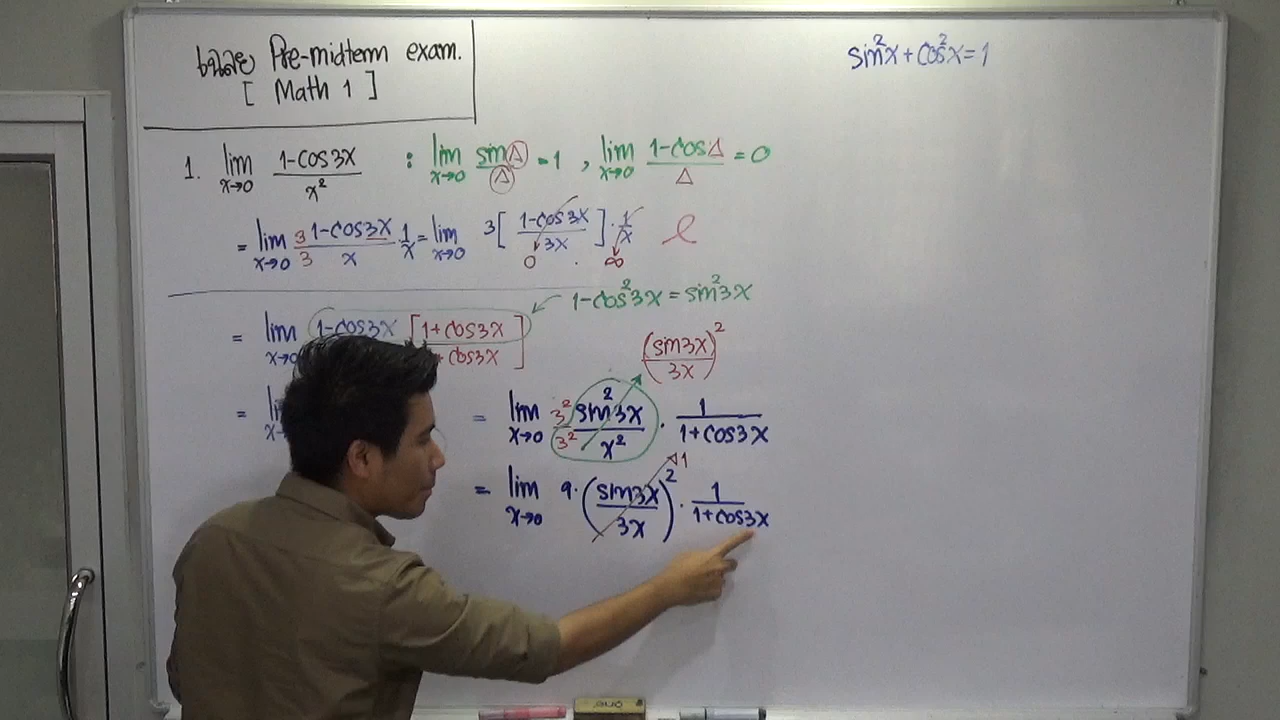 เฉลย Pre-midterm exam.
[ Math 1 ]
sin²x + cos²x = 1
1. lim x→0 1-cos3x / x² : lim x→0 sin△ / △ = 1 , lim x→0 1-cos△ / △ = 0
= lim x→0 3/3 1-cos3x / x 1/x = lim x→0 3[ 1-cos3x / 3x ] · 1/x
0 . ∞
1-cos²3x = sin²3x
= lim x→0 1-cos3x [ 1+cos3x / +cos3x ]
(sin3x / 3x)²
=
= lim x→0 3²/3² sin²3x / x² · 1 / 1+cos3x
= lim x→0 9·(sin3x / 3x)² · 1 / 1+cos3x
1